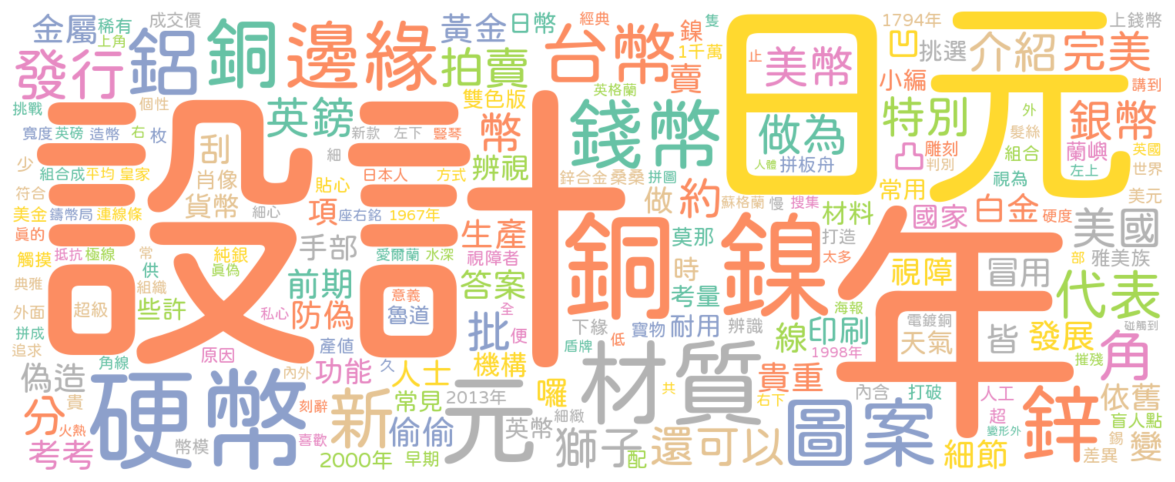 金屬 稀有 成交價 黃金 日幣 經典 隻 1794年 上錢幣
上角 銅 邊緣 台幣 鎳 止 美幣 凹 挑選 介紹 完美
發行 鋁 拍賣 1千萬 賣 日元 小編 講到
挑戰 個性 英鎊 雙色版 英格蘭 錢幣 做為 特別 外 銀幣
寬度 英磅 造幣 右 枚 刮 新款 左下 豎琴 幣 人體 拼板舟 凸 雕刻 判別 髮絲 組合 蘭嶼 英國
少 組合成 平均 皇家 設計 細 辨視 鋅合金 桑桑 拼圖 視為 左上 世界
符合 肖像 貼心 日本人 方式 做 約 蘇格蘭 慢 搜集 常用 美元
美金 鑄幣局 連線條 貨幣 細心 項 座右銘 1967年 十 材料 國家 白金 硬度 美國
真的 抵抗 極線 手部 生產 銅鎳 莫那 打造 年
觸摸 常 純銀 愛爾蘭 水深 視障者 時 太多 視障 冒用 部 雅美族
典雅 供 組織 真偽 前期 答案 考量 海報 代表
外面 超級 些許 私心 防偽 意義 魯道 全 批 便 下緣 寶物 耐用 辨識 線 印刷 電鍍銅 皆 發展 碰觸到
拼成 盾牌 低 1998年 天氣 角
追求 角線 原因 產值 機構 材質 貴重 摧殘
偽造 內外 功能 久 人士 囉 共 內含 打破 人工 依舊
貴 硬幣 刻辭 新 常見 2013年 元 細緻 右下 圖案 超 鋅 盲人點
分 火熱 幣模 偷偷 英幣 獅子 還可以 變形外 錫 變
考考 喜歡 2000年 早期 配 細節 差異